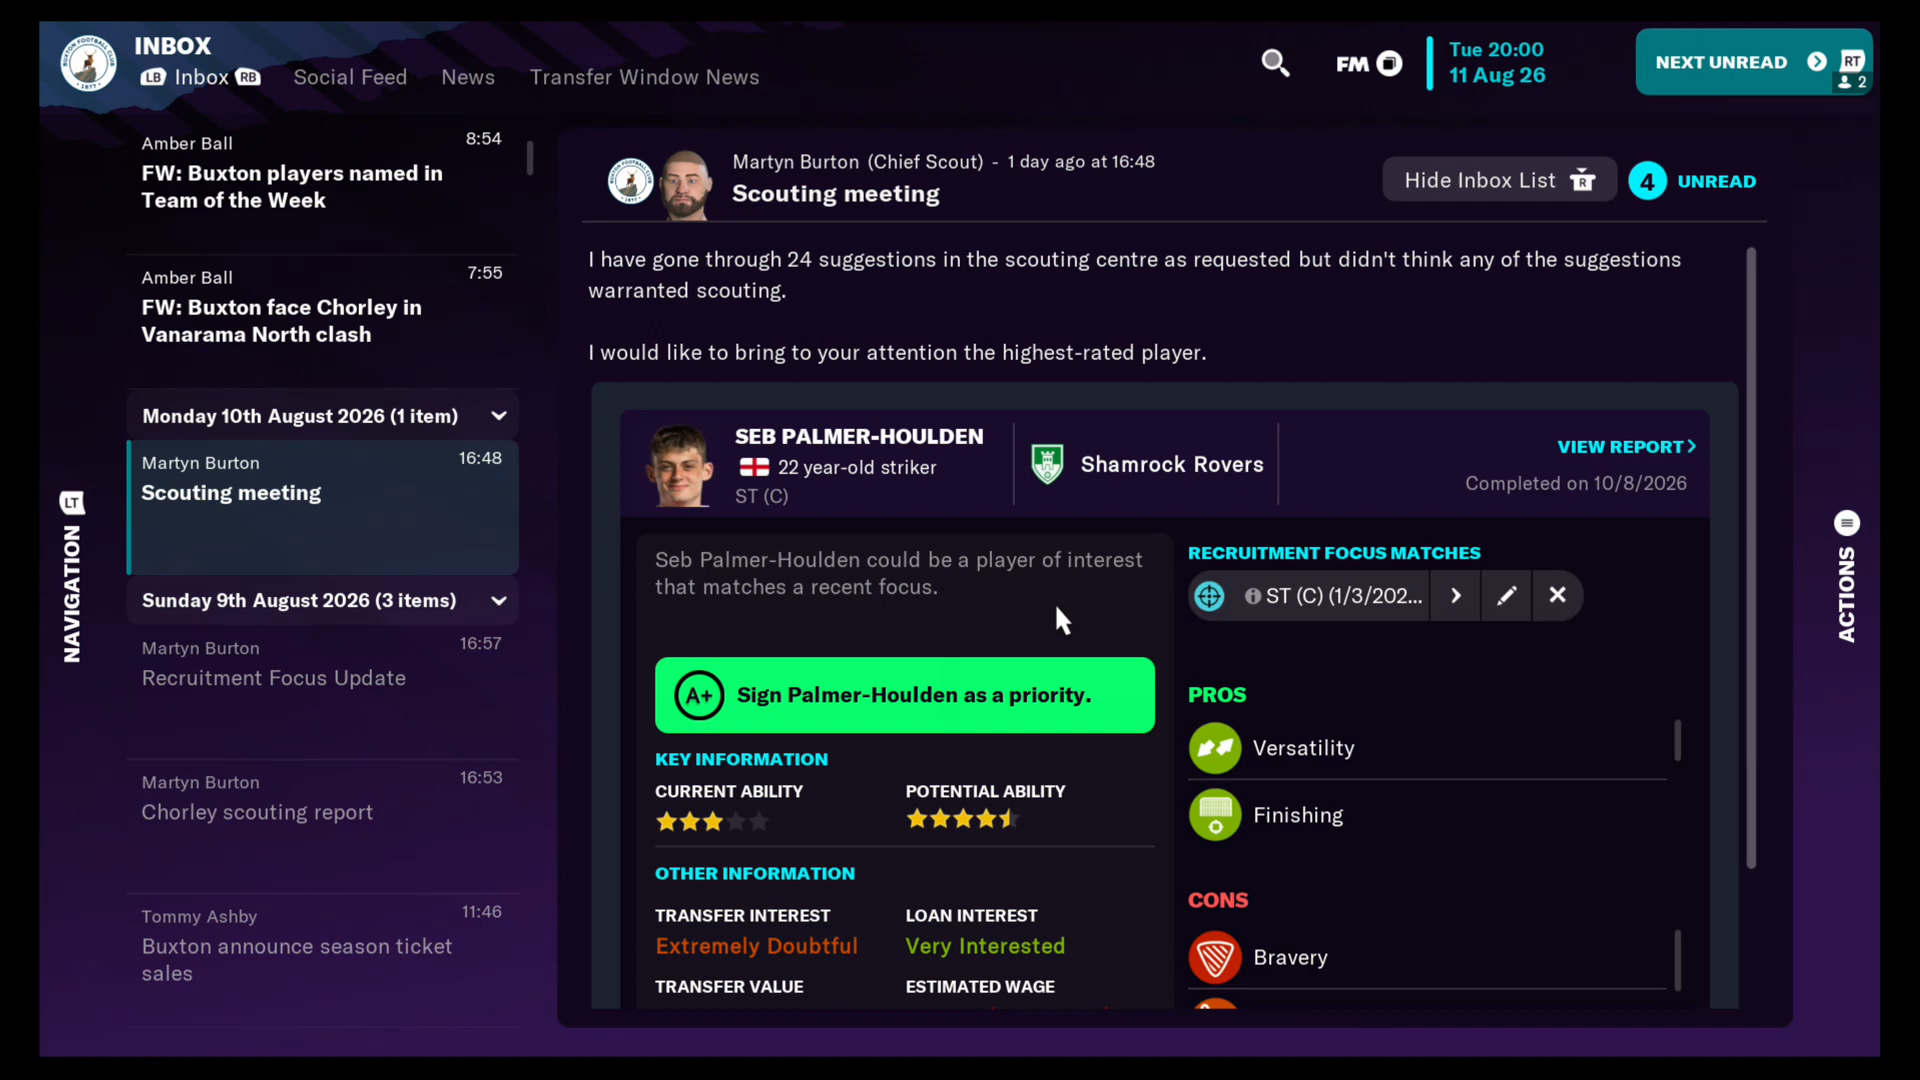 INBOX
LB Inbox RB
Social Feed
News
Transfer Window News
FM
Tue 20:00
11 Aug 26
NEXT UNREAD
RT
2
Amber Ball
8:54
FW: Buxton players named in
Team of the Week
Amber Ball
7:55
FW: Buxton face Chorley in
Vanarama North clash
Monday 10th August 2026 (1 item)
Martyn Burton
16:48
Scouting meeting
Sunday 9th August 2026 (3 items)
Martyn Burton
16:57
Recruitment Focus Update
Martyn Burton
16:53
Chorley scouting report
Tommy Ashby
11:46
Buxton announce season ticket
sales
LT
NAVIGATION
Martyn Burton (Chief Scout) - 1 day ago at 16:48
Scouting meeting
Hide Inbox List R
4 UNREAD
I have gone through 24 suggestions in the scouting centre as requested but didn't think any of the suggestions
warranted scouting.
I would like to bring to your attention the highest-rated player.
SEB PALMER-HOULDEN
22 year-old striker
ST (C)
Shamrock Rovers
VIEW REPORT
Completed on 10/8/2026
Seb Palmer-Houlden could be a player of interest
that matches a recent focus.
A+ Sign Palmer-Houlden as a priority.
KEY INFORMATION
CURRENT ABILITY
POTENTIAL ABILITY
OTHER INFORMATION
TRANSFER INTEREST
LOAN INTEREST
Extremely Doubtful
Very Interested
TRANSFER VALUE
ESTIMATED WAGE
RECRUITMENT FOCUS MATCHES
ST (C) (1/3/202...
PROS
Versatility
Finishing
CONS
Bravery
ACTIONS